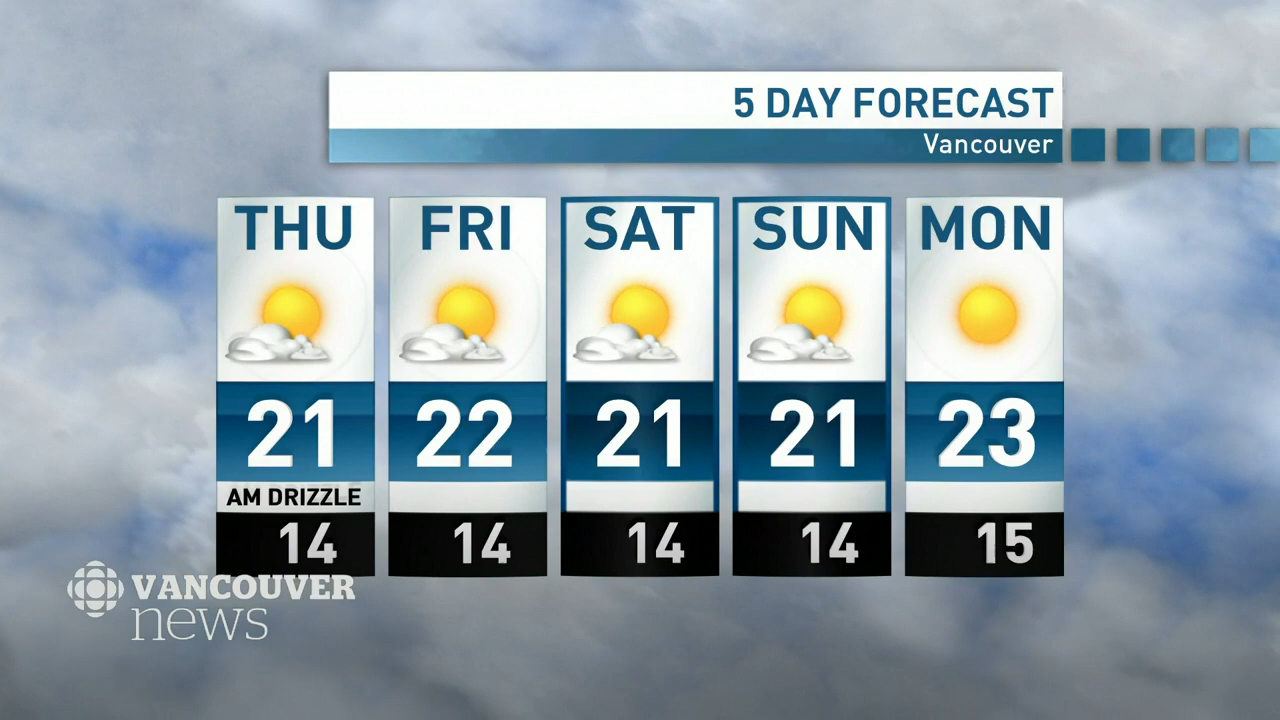 5 DAY FORECAST
Vancouver
THU FRI SAT SUN MON
21 22 21 21 23
AM DRIZZLE
14 14 14 14 15
VANCOUVER
news